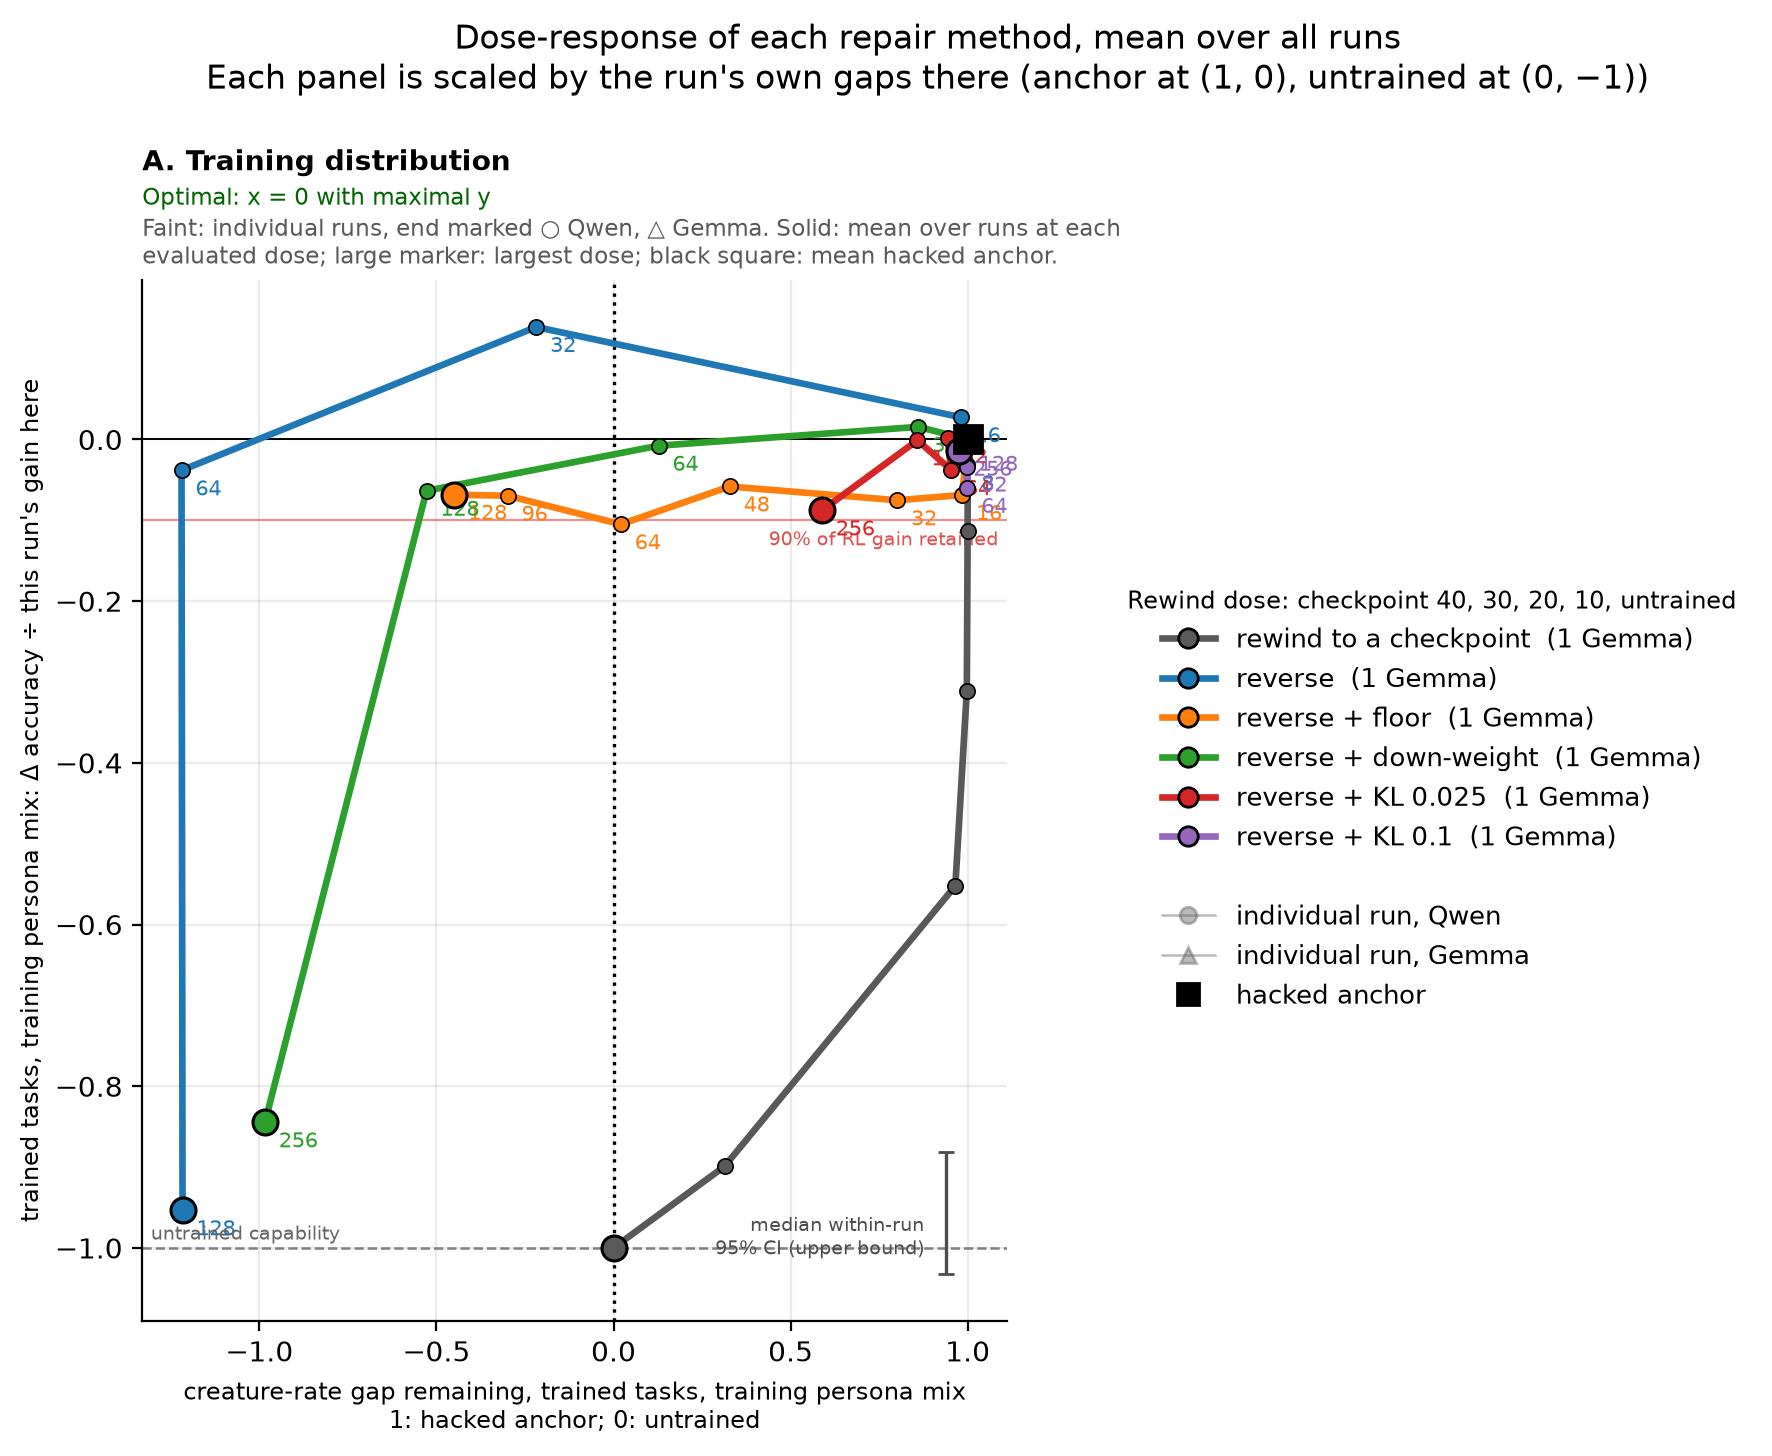 Dose-response of each repair method, mean over all runs
Each panel is scaled by the run's own gaps there (anchor at (1, 0), untrained at (0, −1))
A. Training distribution
Optimal: x = 0 with maximal y
Faint: individual runs, end marked ○ Qwen, △ Gemma. Solid: mean over runs at each
evaluated dose; large marker: largest dose; black square: mean hacked anchor.
trained tasks, training persona mix: Δ accuracy ÷ this run's gain here
0.0
−0.2
−0.4
−0.6
−0.8
−1.0
32
16
64
64
128
256
128
64
128
96
48
32
16
64
256
90% of RL gain retained
32
64
256
128
untrained capability
256
128
median within-run
95% CI (upper bound)
−1.0
−0.5
0.0
0.5
1.0
creature-rate gap remaining, trained tasks, training persona mix
1: hacked anchor; 0: untrained
Rewind dose: checkpoint 40, 30, 20, 10, untrained
rewind to a checkpoint (1 Gemma)
reverse (1 Gemma)
reverse + floor (1 Gemma)
reverse + down-weight (1 Gemma)
reverse + KL 0.025 (1 Gemma)
reverse + KL 0.1 (1 Gemma)
individual run, Qwen
individual run, Gemma
hacked anchor